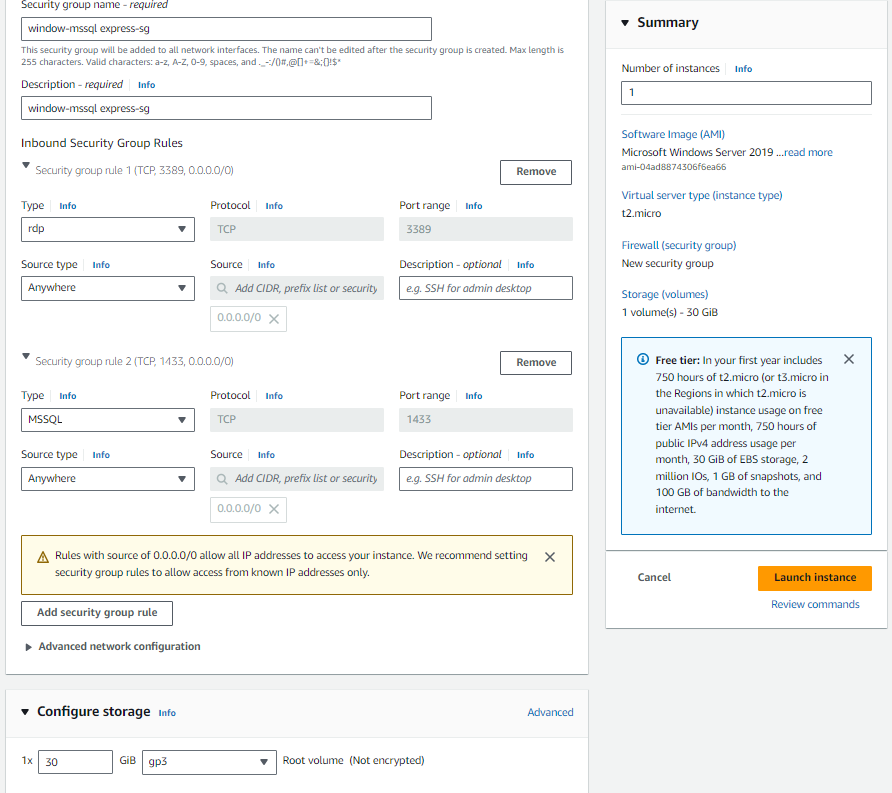 Security group name - required
window-mssql express-sg
This security group will be added to all network interfaces. The name can't be edited after the security group is created. Max length is
255 characters. Valid characters: a-z, A-Z, 0-9, spaces, and ._-:/()#,@[]+=&;{}!$*
Description - required Info
window-mssql express-sg
Inbound Security Group Rules
Security group rule 1 (TCP, 3389, 0.0.0.0/0)
Remove
Type Info
Protocol Info
Port range Info
rdp
TCP
3389
Source type Info
Source Info
Description - optional Info
Anywhere
Add CIDR, prefix list or security
e.g. SSH for admin desktop
0.0.0.0/0
Security group rule 2 (TCP, 1433, 0.0.0.0/0)
Remove
Type Info
Protocol Info
Port range Info
MSSQL
TCP
1433
Source type Info
Source Info
Description - optional Info
Anywhere
Add CIDR, prefix list or security
e.g. SSH for admin desktop
0.0.0.0/0
Rules with source of 0.0.0.0/0 allow all IP addresses to access your instance. We recommend setting
security group rules to allow access from known IP addresses only.
Add security group rule
Advanced network configuration
Configure storage Info
Advanced
1x
30
GiB
gp3
Root volume (Not encrypted)
Summary
Number of instances Info
1
Software Image (AMI)
Microsoft Windows Server 2019 ...read more
ami-04ad8874306f6ea66
Virtual server type (instance type)
t2.micro
Firewall (security group)
New security group
Storage (volumes)
1 volume(s) - 30 GiB
Free tier: In your first year includes
750 hours of t2.micro (or t3.micro in
the Regions in which t2.micro is
unavailable) instance usage on free
tier AMIs per month, 750 hours of
public IPv4 address usage per
month, 30 GiB of EBS storage, 2
million IOs, 1 GB of snapshots, and
100 GB of bandwidth to the
internet.
Cancel
Launch instance
Review commands